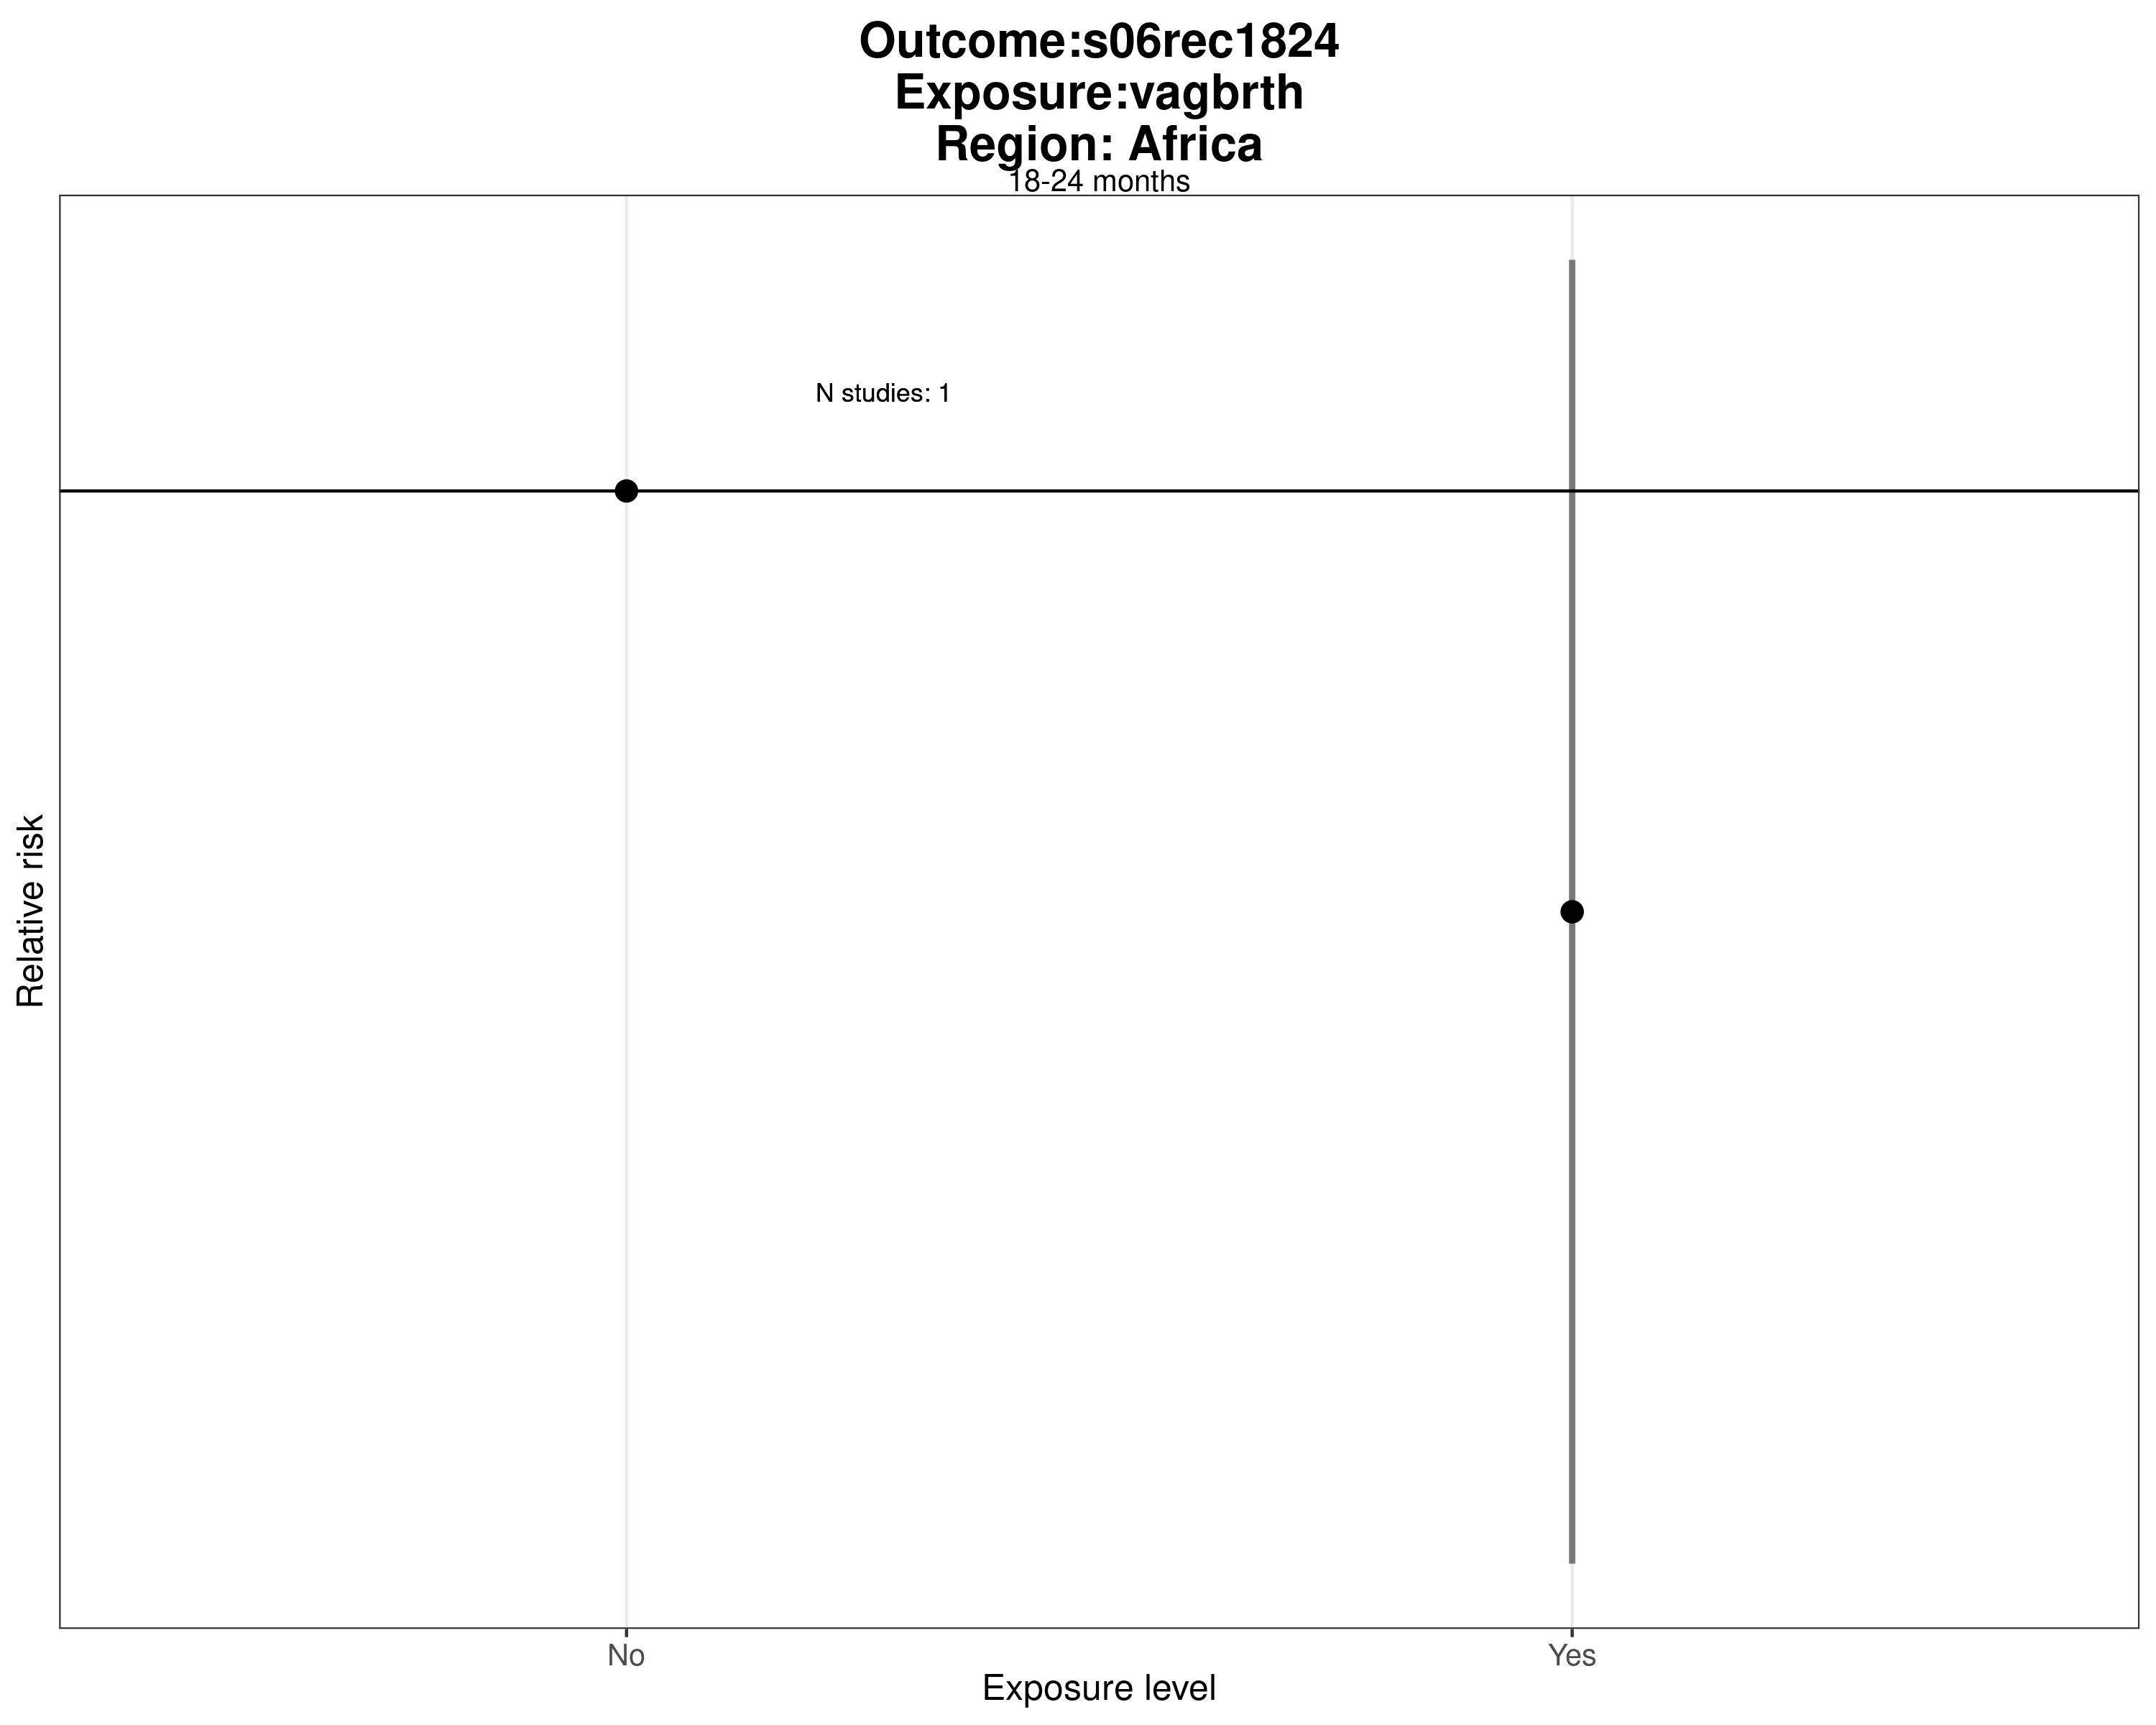 Outcome:s06rec1824
Exposure:vagbrth
Region: Africa
18-24 months
N studies: 1
Relative risk
No
Yes
Exposure level